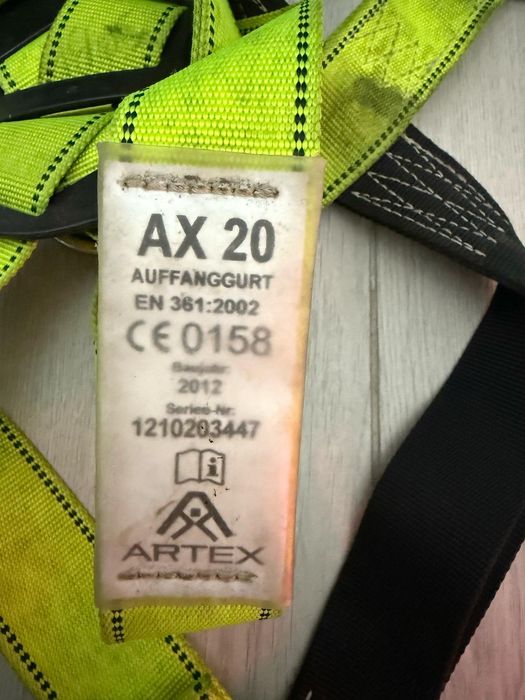 AX 20
AUFFANGGURT
EN 361:2002
CE 0158
Baujahr:
2012
Serien-Nr:
1210203447
i
ARTEX